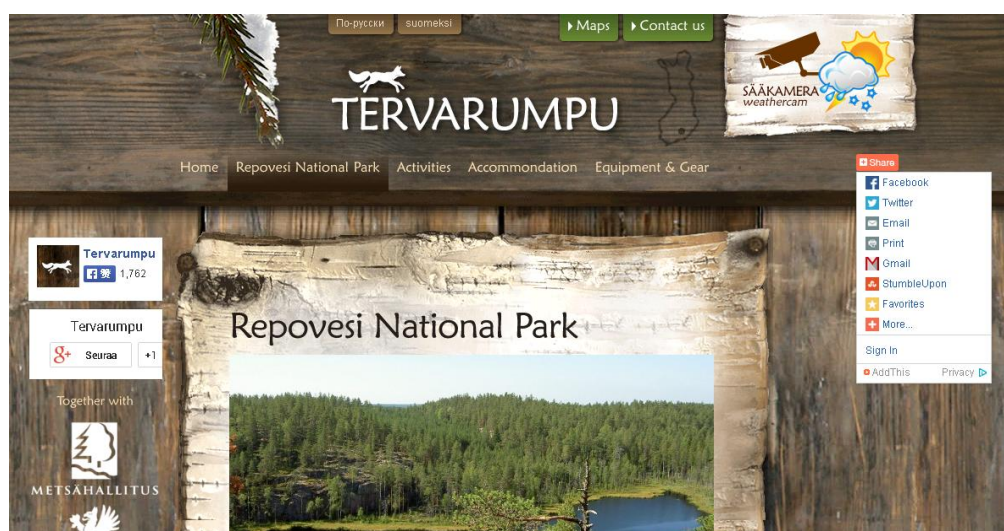 По-русски
suomeksi
Maps
Contact us
TERVARUMPU
SÄÄKAMERA
weathercam
Home
Repovesi National Park
Activities
Accommondation
Equipment & Gear
Share
Facebook
Twitter
Email
Print
Gmail
StumbleUpon
Favorites
More...
Sign In
AddThis
Privacy
Tervarumpu
赞 1,762
Tervarumpu
g+ Seuraa +1
Together with
METSÄHALLITUS
Repovesi National Park